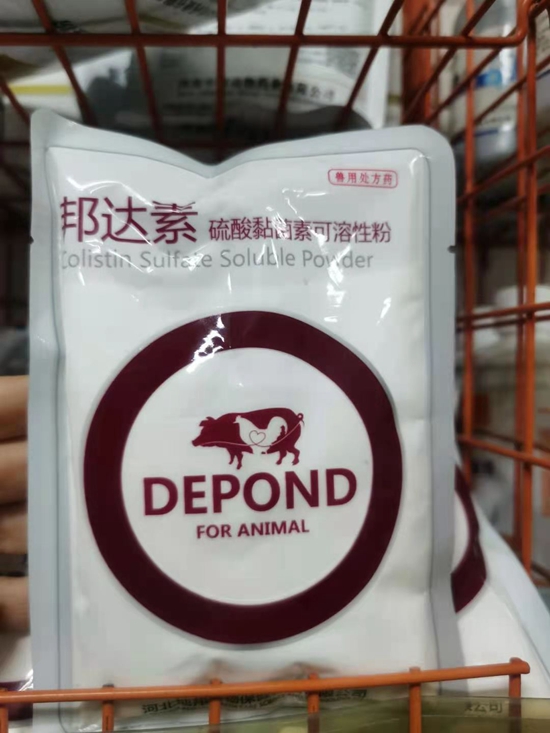 兽用处方药
邦达素 硫酸黏菌素可溶性粉
Colistin Sulfate Soluble Powder
DEPOND
FOR ANIMAL